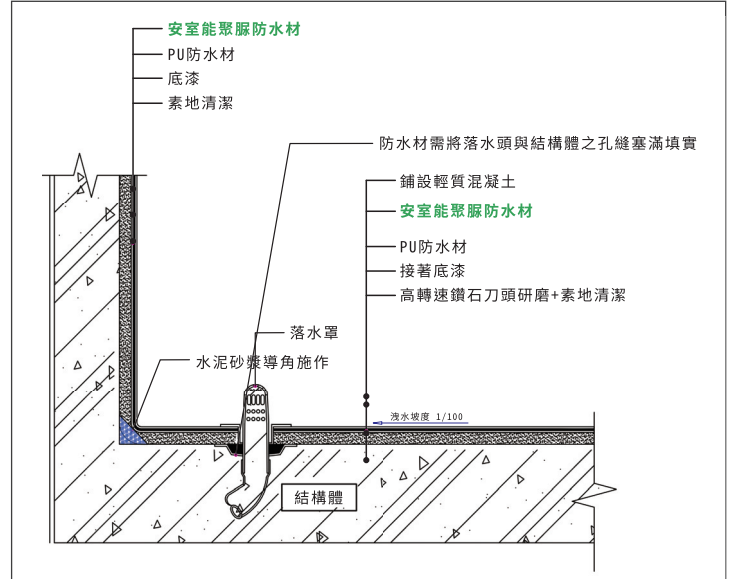 安室能聚脲防水材
PU防水材
底漆
素地清潔
防水材需將落水頭與結構體之孔縫塞滿填實
鋪設輕質混凝土
安室能聚脲防水材
PU防水材
接著底漆
高轉速鑽石刀頭研磨+素地清潔
落水罩
水泥砂漿導角施作
洩水坡度 1/100
結構體